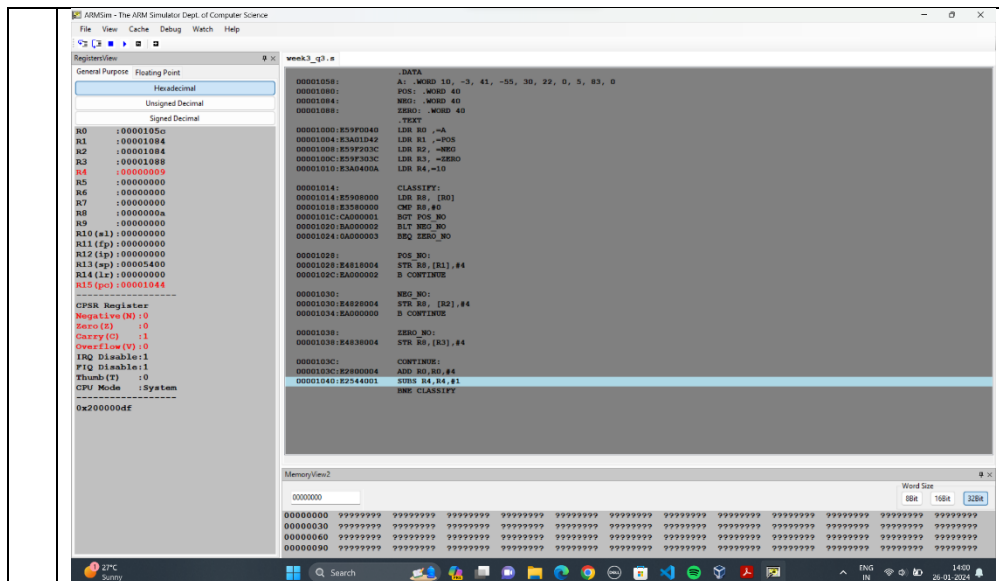 ARMSim - The ARM Simulator Dept. of Computer Science
File View Cache Debug Watch Help
RegistersView
General Purpose Floating Point
Hexadecimal
Unsigned Decimal
Signed Decimal
R0 :0000105c
R1 :00001084
R2 :00001084
R3 :00001088
R4 :00000009
R5 :00000000
R6 :00000000
R7 :00000000
R8 :0000000a
R9 :00000000
R10(sl):00000000
R11(fp):00000000
R12(ip):00000000
R13(sp):00005400
R14(lr):00000000
R15(pc):00001044
------------------
CPSR Register
Negative(N):0
Zero(Z) :0
Carry(C) :1
Overflow(V):0
IRQ Disable:1
FIQ Disable:1
Thumb(T) :0
CPU Mode :System
------------------
0x200000df
week3_q3.s
.DATA
00001058: A: .WORD 10, -3, 41, -55, 30, 22, 0, 5, 83, 0
00001080: POS: .WORD 40
00001084: NEG: .WORD 40
00001088: ZERO: .WORD 40
.TEXT
00001000:E59F0040 LDR R0 ,=A
00001004:E3A01D42 LDR R1 ,=POS
00001008:E59F203C LDR R2, =NEG
0000100C:E59F303C LDR R3, =ZERO
00001010:E3A0400A LDR R4,=10
00001014: CLASSIFY:
00001014:E5908000 LDR R8, [R0]
00001018:E3580000 CMP R8,#0
0000101C:CA000001 BGT POS_NO
00001020:BA000002 BLT NEG_NO
00001024:0A000003 BEQ ZERO_NO
00001028: POS_NO:
00001028:E4818004 STR R8,[R1],#4
0000102C:EA000002 B CONTINUE
00001030: NEG_NO:
00001030:E4828004 STR R8, [R2],#4
00001034:EA000000 B CONTINUE
00001038: ZERO_NO:
00001038:E4838004 STR R8,[R3],#4
0000103C: CONTINUE:
0000103C:E2800004 ADD R0,R0,#4
00001040:E2544001 SUBS R4,R4,#1
BNE CLASSIFY
MemoryView2
00000000
Word Size
8Bit 16Bit 32Bit
00000000 ???????? ???????? ???????? ???????? ???????? ???????? ???????? ???????? ???????? ???????? ???????? ????????
00000030 ???????? ???????? ???????? ???????? ???????? ???????? ???????? ???????? ???????? ???????? ???????? ????????
00000060 ???????? ???????? ???????? ???????? ???????? ???????? ???????? ???????? ???????? ???????? ???????? ????????
00000090 ???????? ???????? ???????? ???????? ???????? ???????? ???????? ???????? ???????? ???????? ???????? ????????
1
27°C
Sunny
Search
DELL
ENG
IN
14:00
26-01-2024